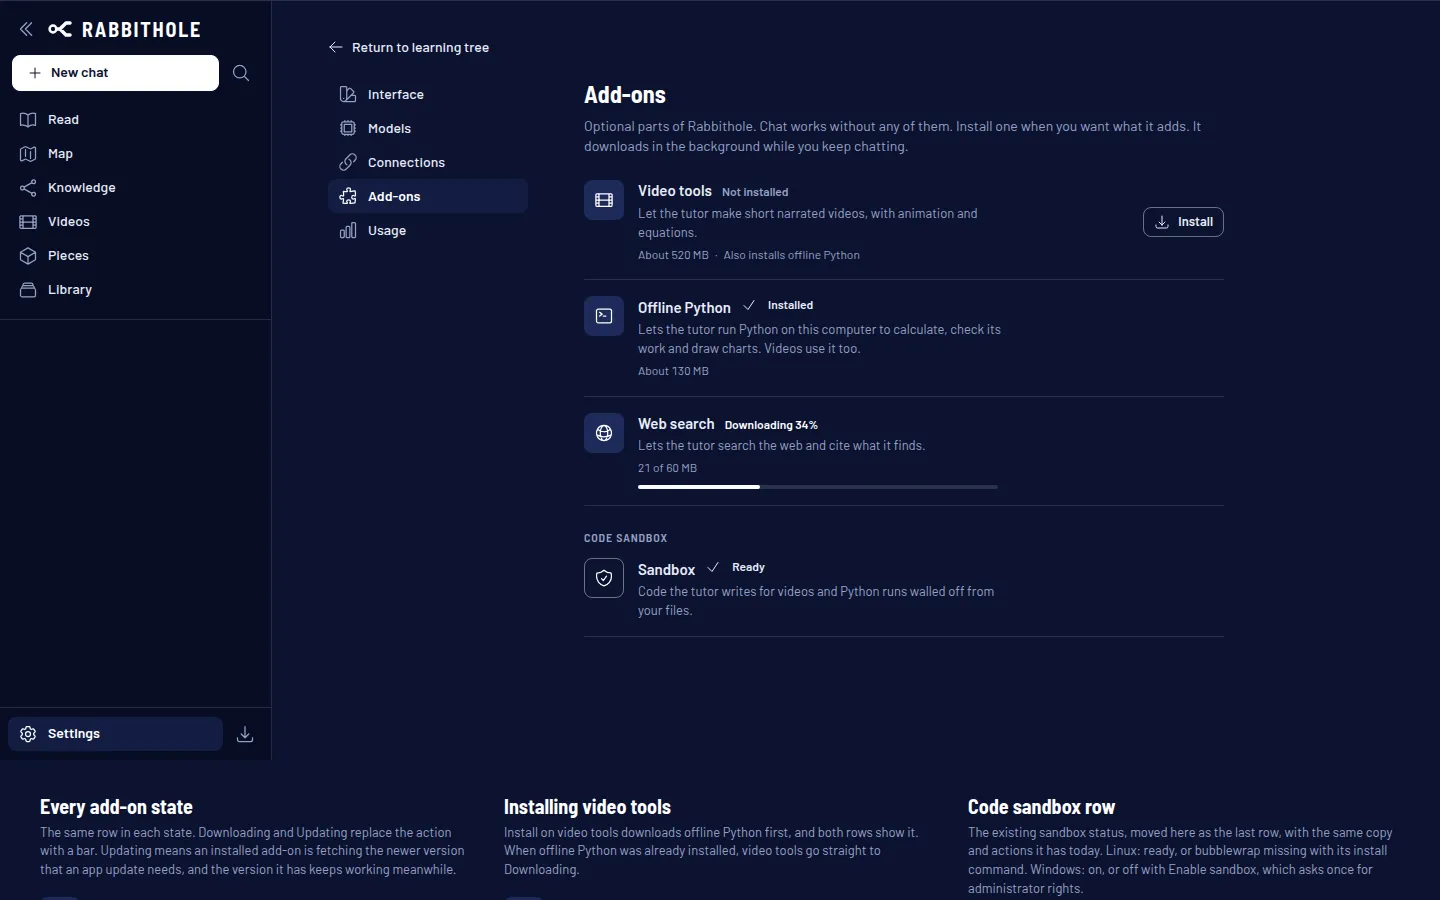 RABBITHOLE
New chat
Read
Map
Knowledge
Videos
Pieces
Library
Settings
Return to learning tree
Interface
Models
Connections
Add-ons
Usage
Add-ons
Optional parts of Rabbithole. Chat works without any of them. Install one when you want what it adds. It
downloads in the background while you keep chatting.
Video tools Not installed
Let the tutor make short narrated videos, with animation and
equations.
About 520 MB · Also installs offline Python
Install
Offline Python Installed
Lets the tutor run Python on this computer to calculate, check its
work and draw charts. Videos use it too.
About 130 MB
Web search Downloading 34%
Lets the tutor search the web and cite what it finds.
21 of 60 MB
CODE SANDBOX
Sandbox Ready
Code the tutor writes for videos and Python runs walled off from
your files.
Every add-on state
The same row in each state. Downloading and Updating replace the action
with a bar. Updating means an installed add-on is fetching the newer version
that an app update needs, and the version it has keeps working meanwhile.
Installing video tools
Install on video tools downloads offline Python first, and both rows show it.
When offline Python was already installed, video tools go straight to
Downloading.
Code sandbox row
The existing sandbox status, moved here as the last row, with the same copy
and actions it has today. Linux: ready, or bubblewrap missing with its install
command. Windows: on, or off with Enable sandbox, which asks once for
administrator rights.